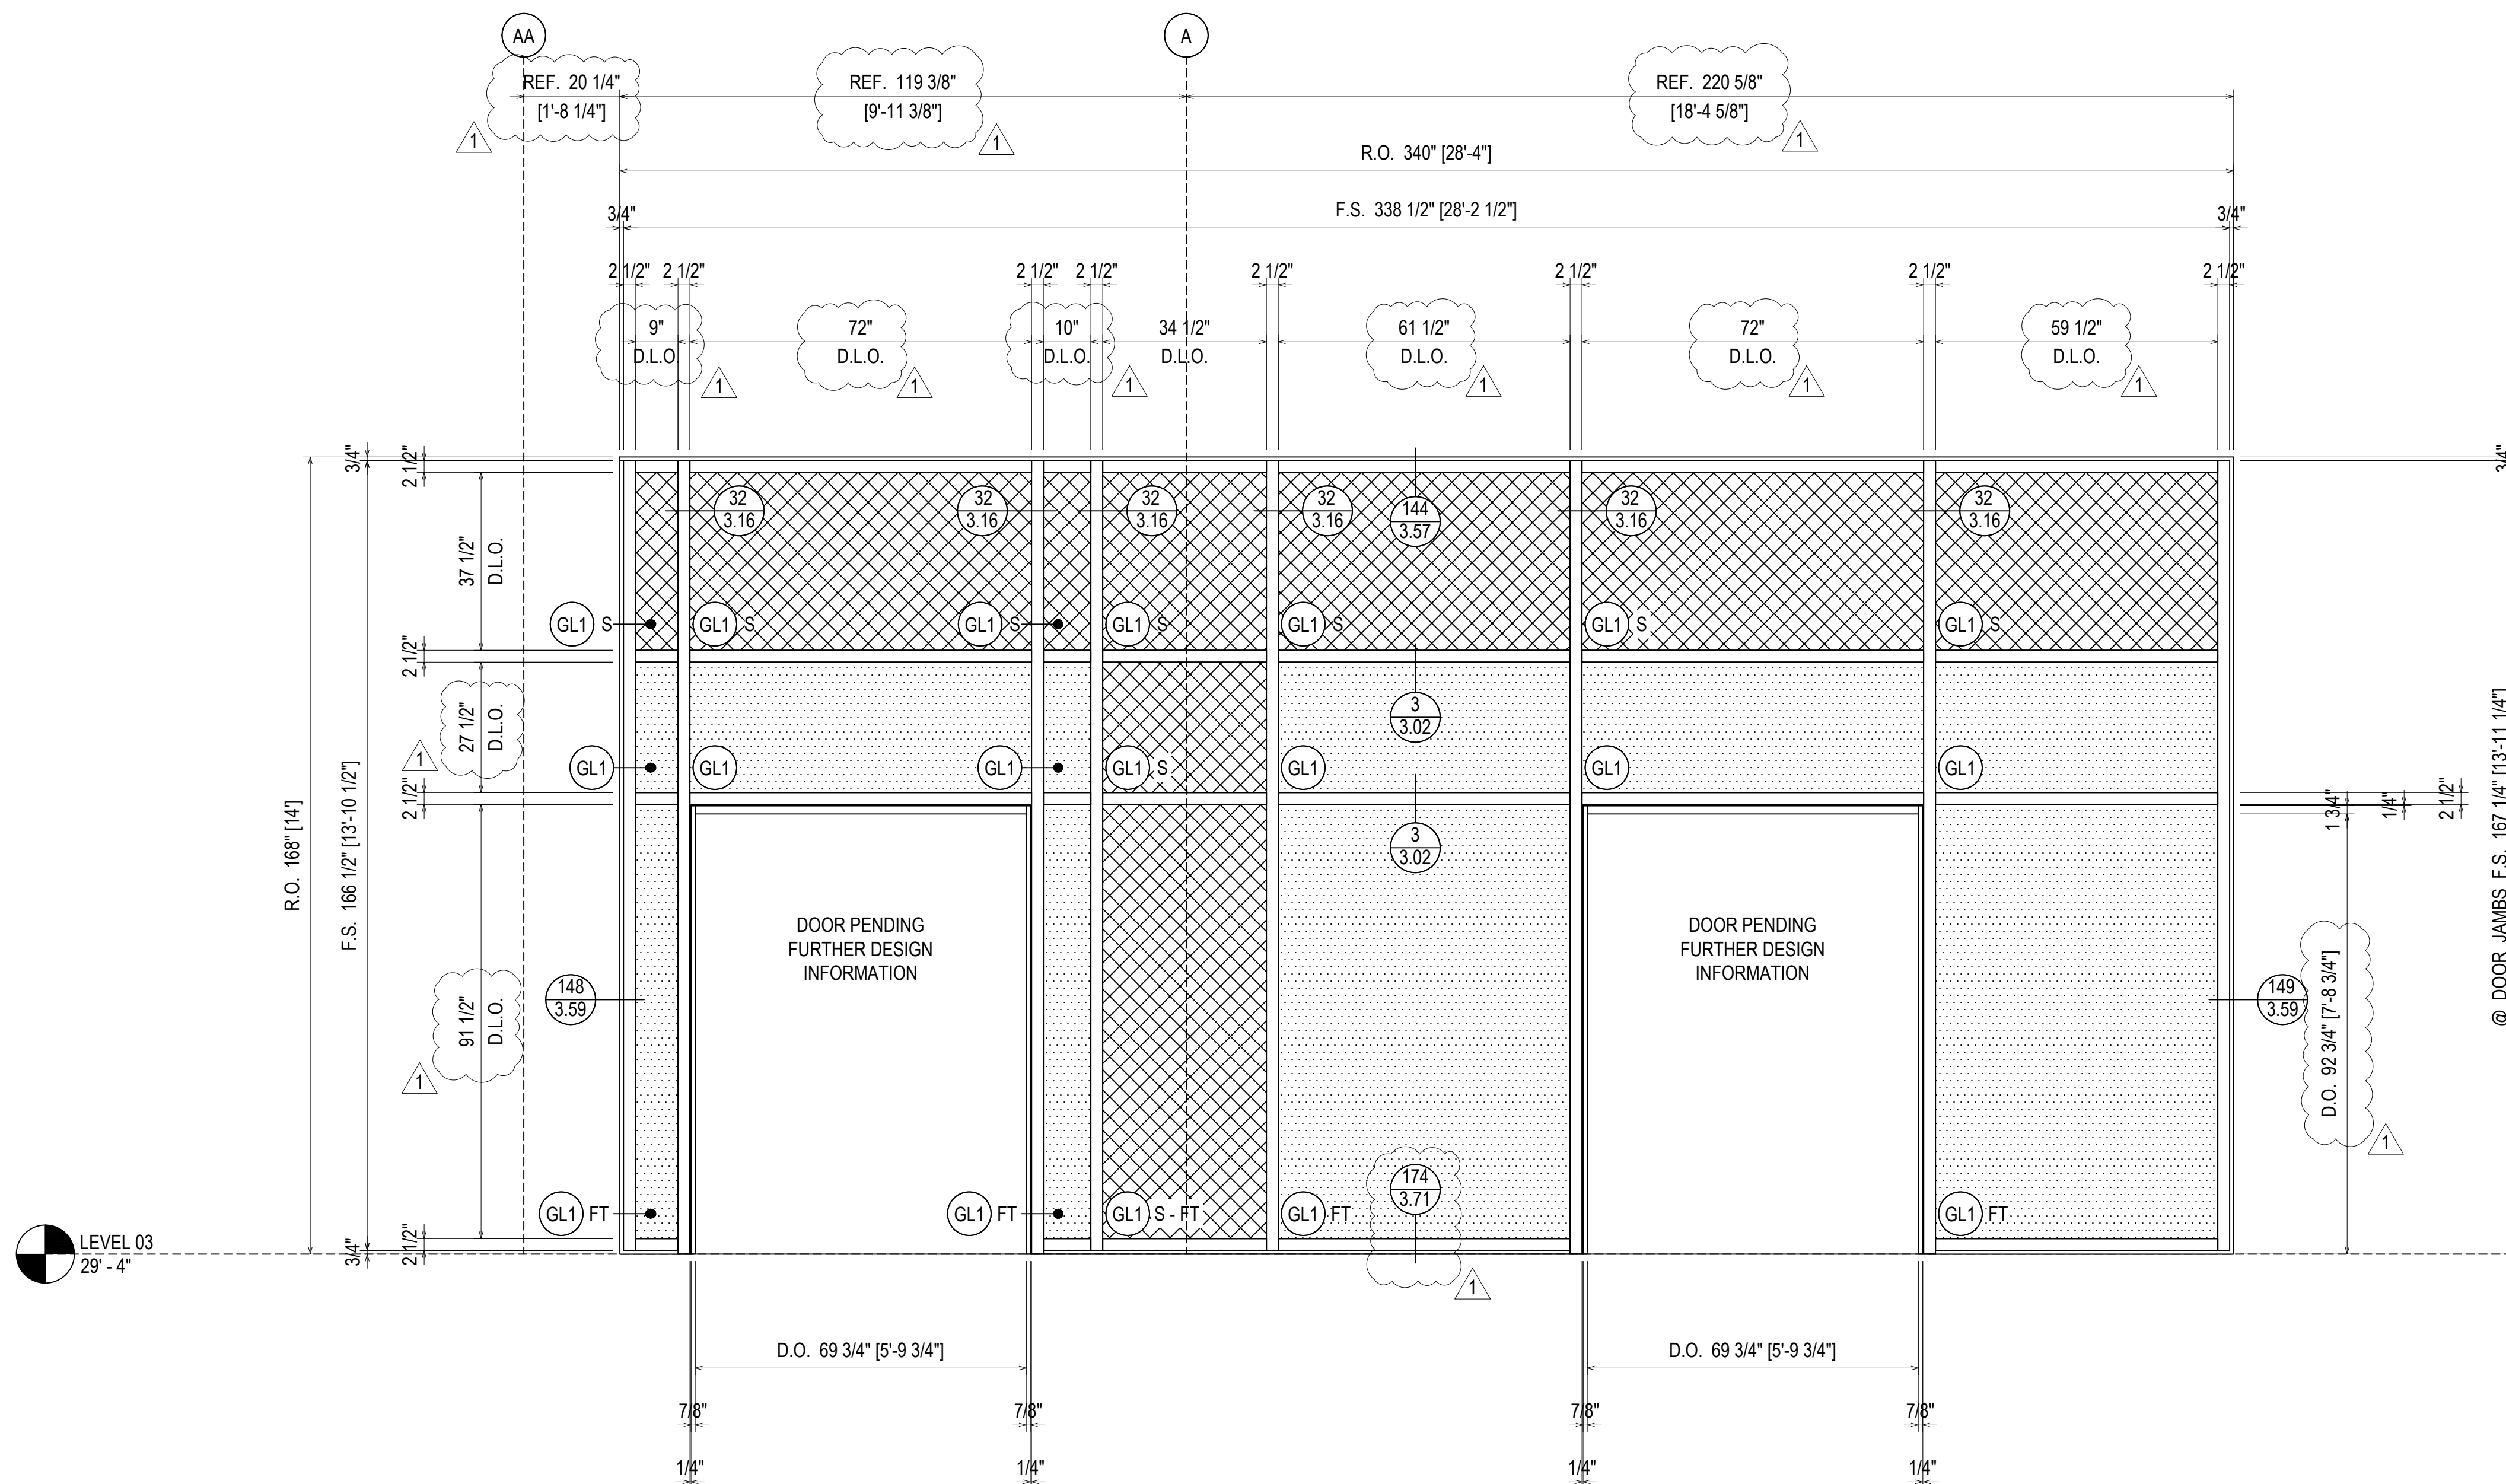 AA
A
REF. 20 1/4"
[1'-8 1/4"]
1
REF. 119 3/8"
[9'-11 3/8"]
1
REF. 220 5/8"
[18'-4 5/8"]
1
R.O. 340" [28'-4"]
3/4"
F.S. 338 1/2" [28'-2 1/2"]
3/4"
2 1/2"
2 1/2"
2 1/2"
2 1/2"
2 1/2"
2 1/2"
2 1/2"
2 1/2"
9"
D.L.O.
1
72"
D.L.O.
1
10"
D.L.O.
1
34 1/2"
D.L.O.
61 1/2"
D.L.O.
1
72"
D.L.O.
1
59 1/2"
D.L.O.
1
3/4"
2 1/2"
3/4"
37 1/2"
D.L.O.
32
3.16
32
3.16
32
3.16
32
3.16
144
3.57
32
3.16
32
3.16
GL1 S
GL1 S
GL1 S
GL1 S
GL1 S
GL1 S
GL1 S
2 1/2"
27 1/2"
D.L.O.
1
3
3.02
GL1
GL1
GL1
GL1 S
GL1
GL1
GL1
2 1/2"
R.O. 168" [14']
F.S. 166 1/2" [13'-10 1/2"]
3
3.02
1 3/4"
1/4"
2 1/2"
@ DOOR JAMBS F.S. 167 1/4" [13'-11 1/4"]
DOOR PENDING
FURTHER DESIGN
INFORMATION
DOOR PENDING
FURTHER DESIGN
INFORMATION
91 1/2"
D.L.O.
1
148
3.59
149
3.59
D.O. 92 3/4" [7'-8 3/4"]
1
174
3.71
1
GL1 FT
GL1 FT
GL1 S - FT
GL1 FT
GL1 FT
LEVEL 03
29' - 4"
3/4"
2 1/2"
D.O. 69 3/4" [5'-9 3/4"]
D.O. 69 3/4" [5'-9 3/4"]
7/8"
7/8"
7/8"
7/8"
1/4"
1/4"
1/4"
1/4"